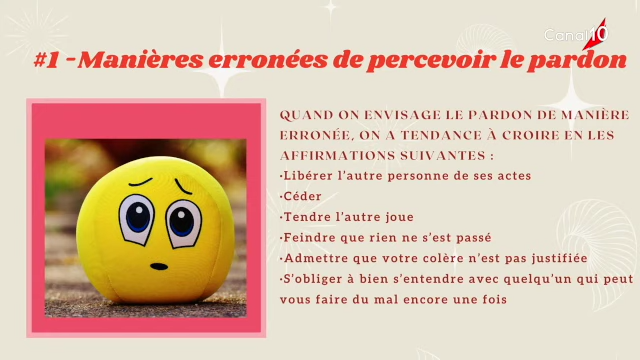 Canal10
#1 -Manières erronées de percevoir le pardon
QUAND ON ENVISAGE LE PARDON DE MANIÈRE
ERRONÉE, ON A TENDANCE À CROIRE EN LES
AFFIRMATIONS SUIVANTES :
·Libérer l’autre personne de ses actes
·Céder
·Tendre l’autre joue
·Feindre que rien ne s’est passé
·Admettre que votre colère n’est pas justifiée
·S’obliger à bien s’entendre avec quelqu’un qui peut
vous faire du mal encore une fois